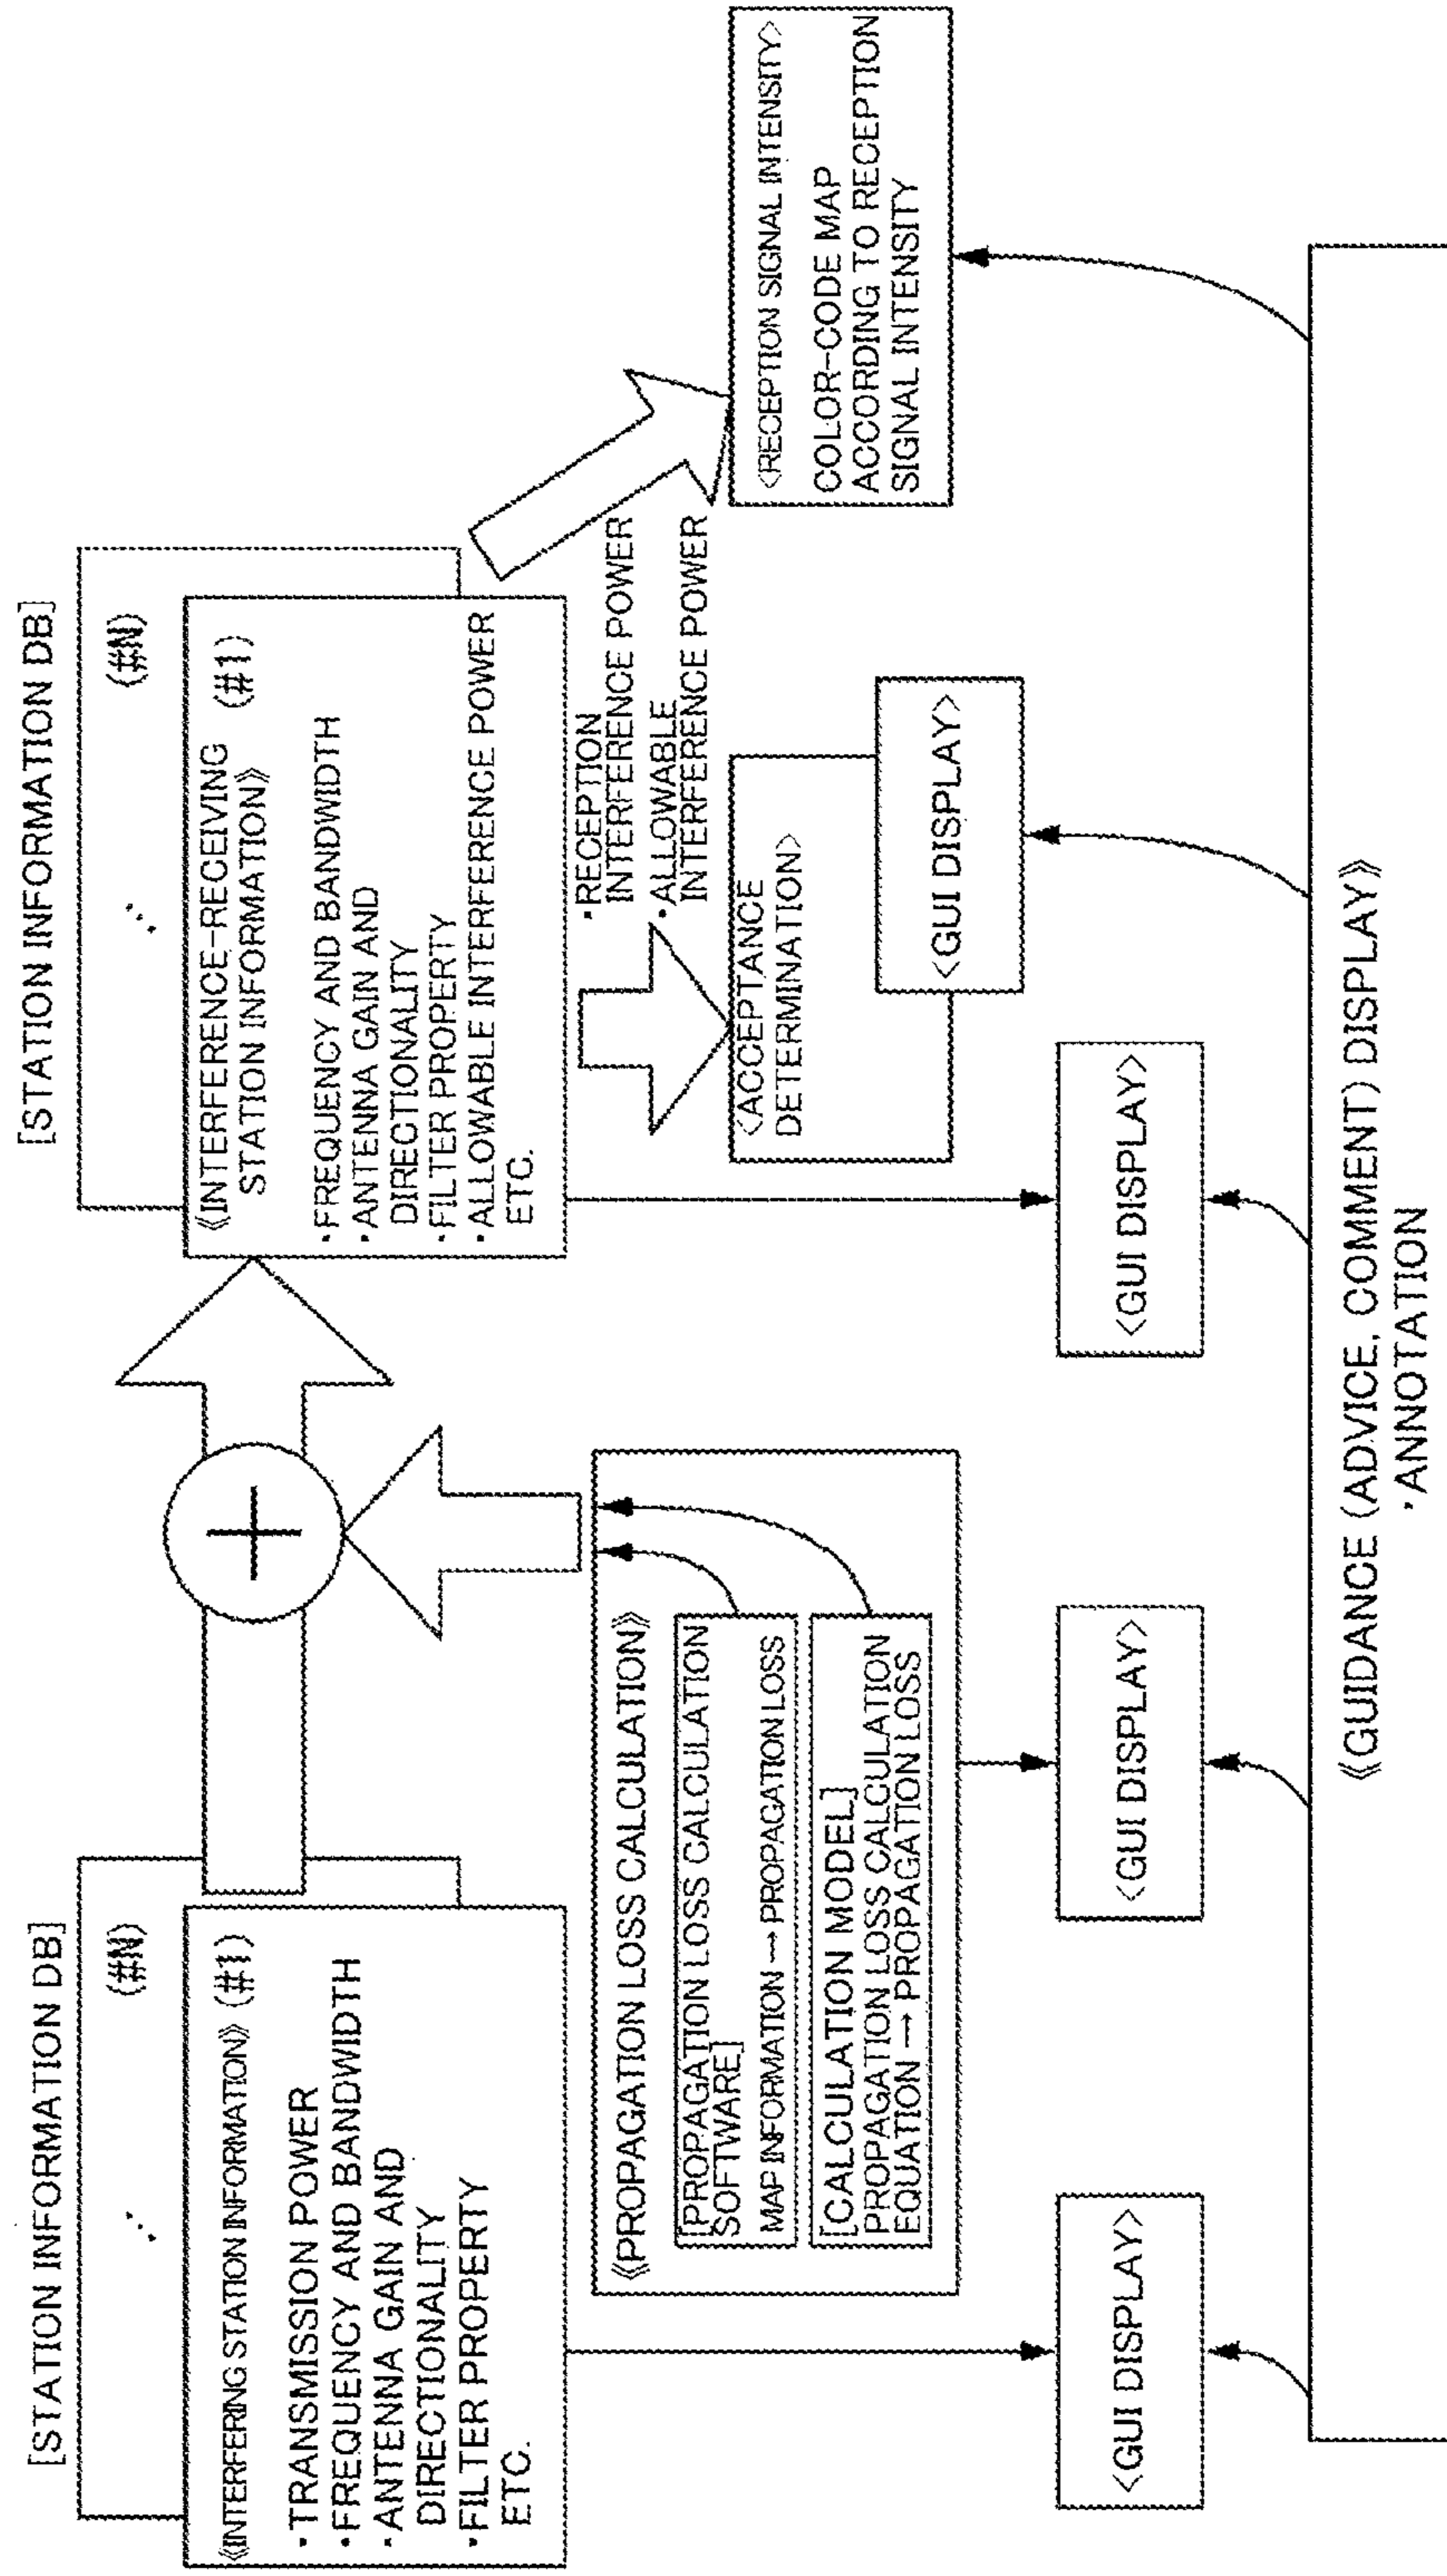 [STATION INFORMATION DB]
(#N)
⋱
《INTERFERING STATION INFORMATION》 (#1)
・TRANSMISSION POWER
・FREQUENCY AND BANDWIDTH
・ANTENNA GAIN AND
DIRECTIONALITY
・FILTER PROPERTY
ETC.
+
[STATION INFORMATION DB]
(#N)
⋱
《INTERFERENCE-RECEIVING
STATION INFORMATION》 (#1)
・FREQUENCY AND BANDWIDTH
・ANTENNA GAIN AND
DIRECTIONALITY
・FILTER PROPERTY
・ALLOWABLE INTERFERENCE POWER
ETC.
《PROPAGATION LOSS CALCULATION》
[PROPAGATION LOSS CALCULATION
SOFTWARE]
MAP INFORMATION → PROPAGATION LOSS
[CALCULATION MODEL]
PROPAGATION LOSS CALCULATION
EQUATION → PROPAGATION LOSS
・RECEPTION
INTERFERENCE POWER
・ALLOWABLE
INTERFERENCE POWER
<ACCEPTANCE
DETERMINATION>
<GUI DISPLAY>
<RECEPTION SIGNAL INTENSITY>
COLOR-CODE MAP
ACCORDING TO RECEPTION
SIGNAL INTENSITY
<GUI DISPLAY>
<GUI DISPLAY>
<GUI DISPLAY>
《GUIDANCE (ADVICE, COMMENT) DISPLAY》
・ANNOTATION